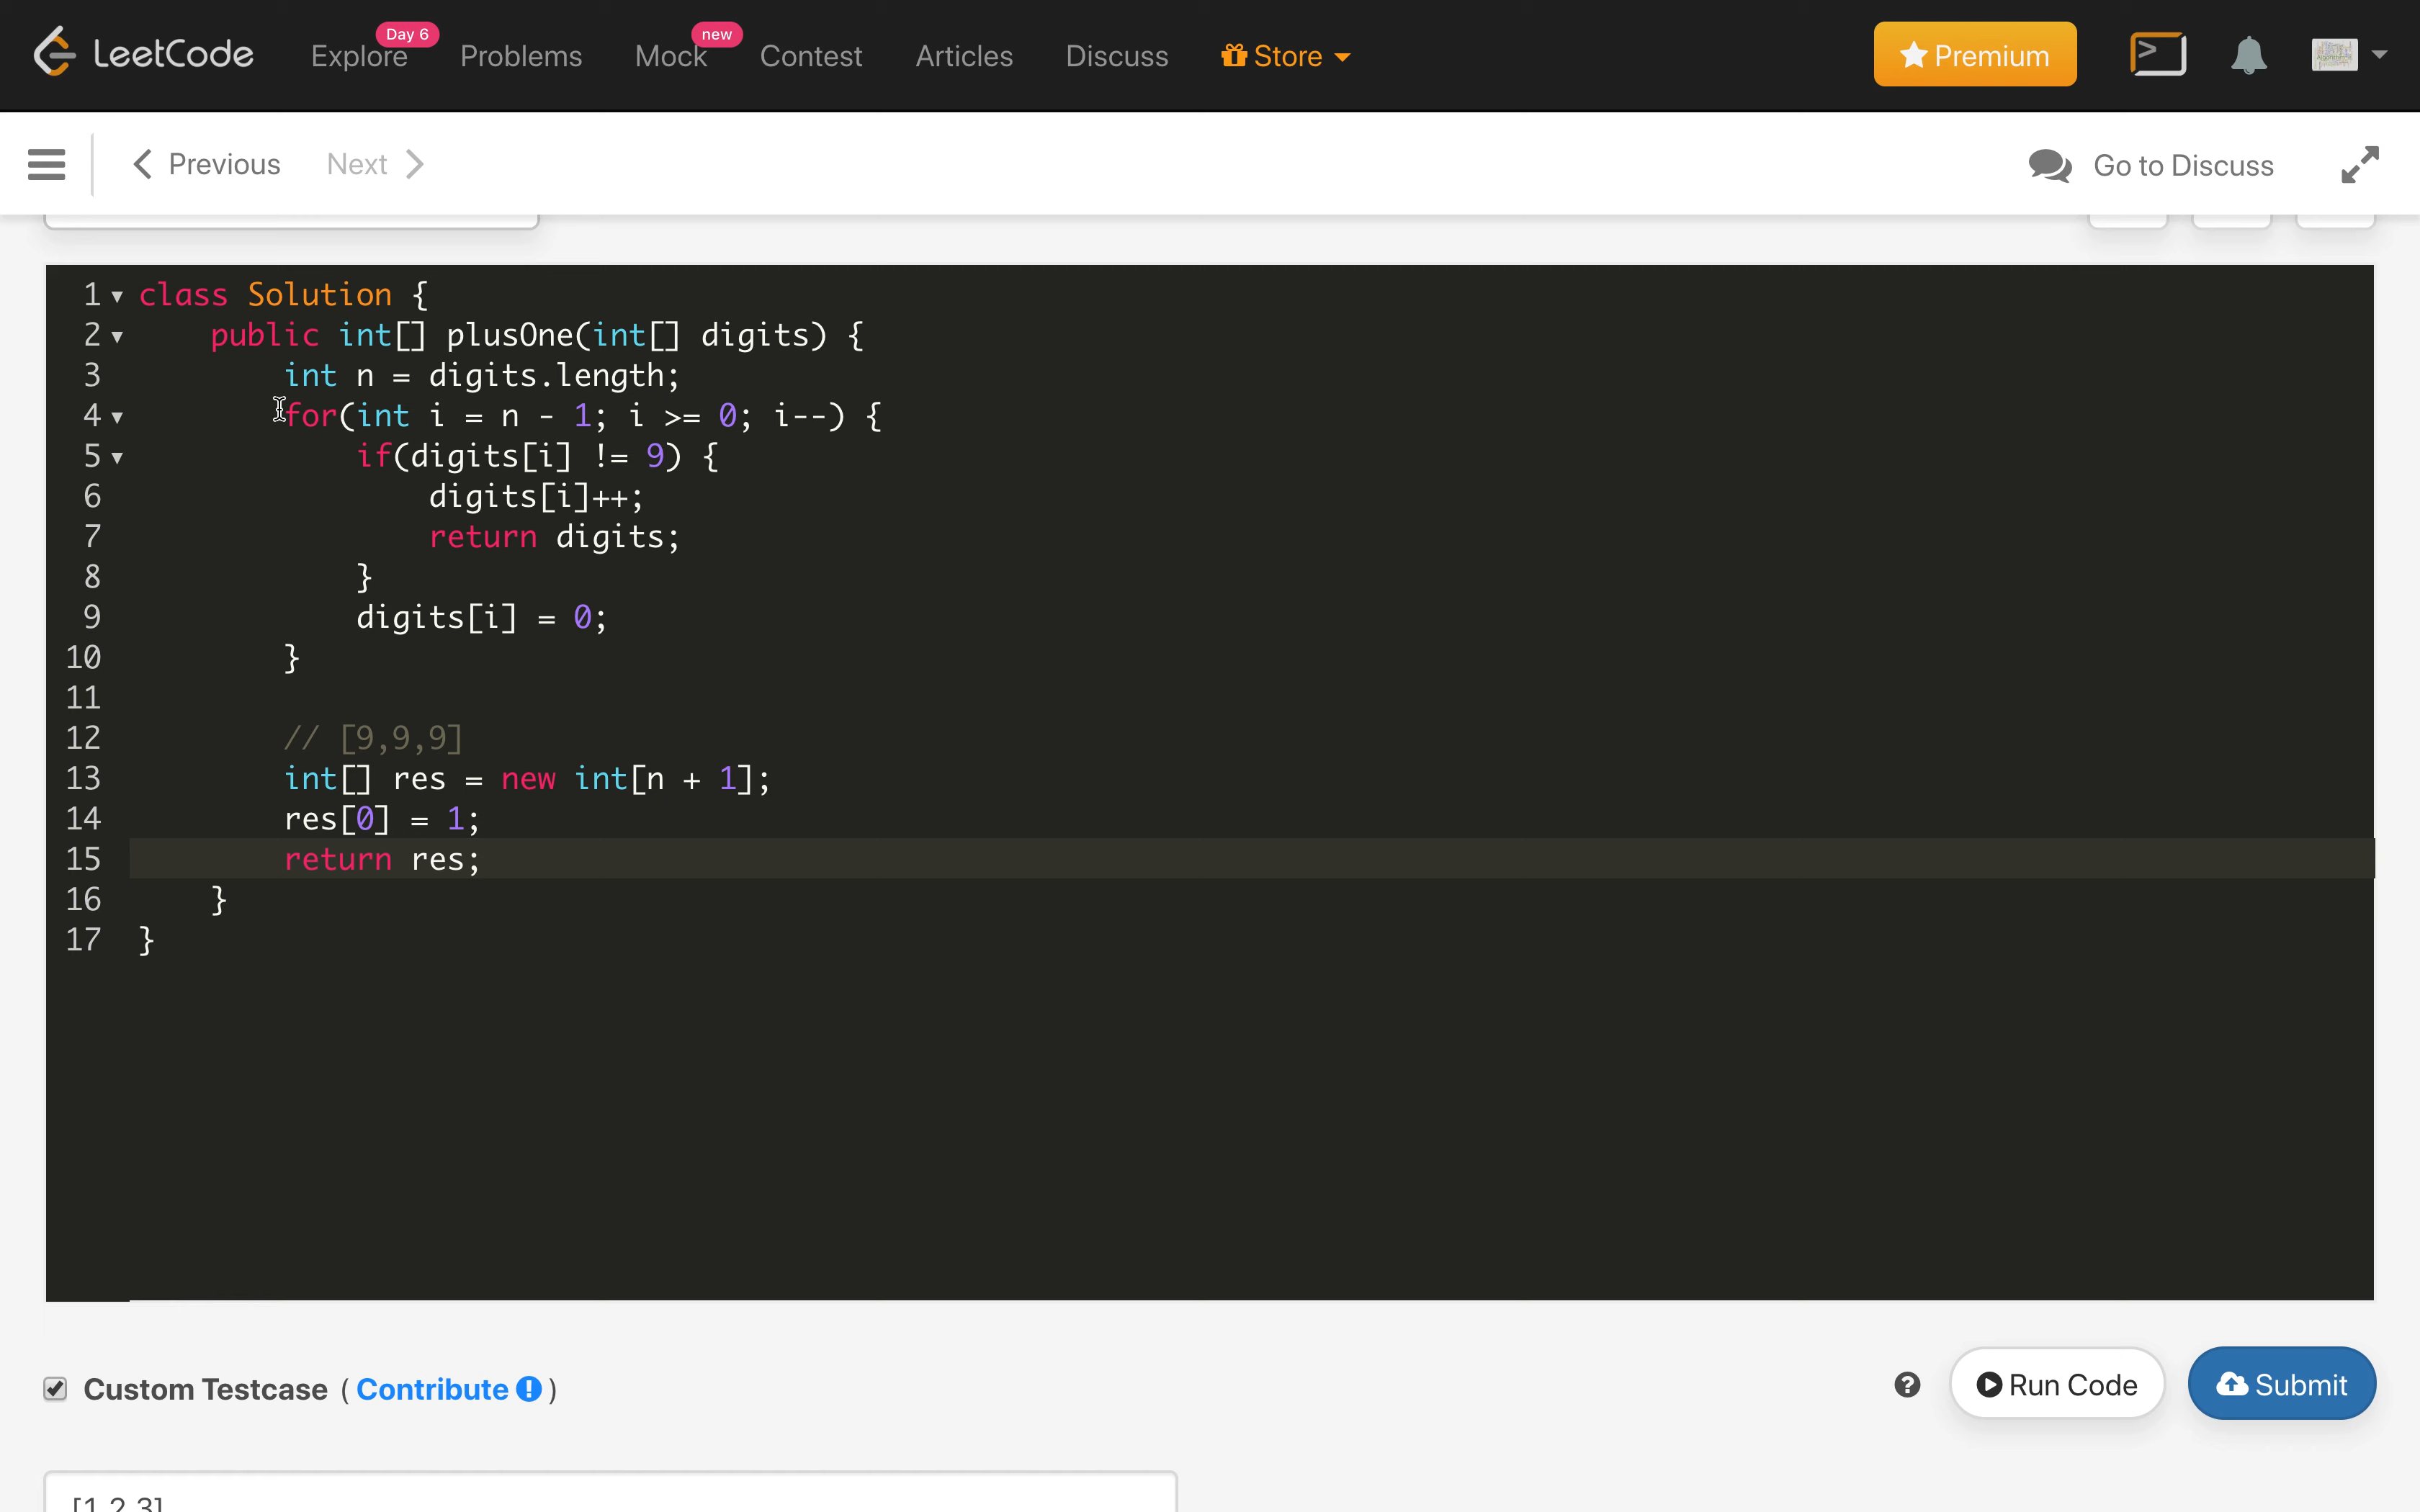 LeetCode Explore Day 6 Problems Mock new Contest Articles Discuss Store Premium
Previous Next Go to Discuss
1 class Solution {
2 public int[] plusOne(int[] digits) {
3 int n = digits.length;
4 for(int i = n - 1; i >= 0; i--) {
5 if(digits[i] != 9) {
6 digits[i]++;
7 return digits;
8 }
9 digits[i] = 0;
10 }
11
12 // [9,9,9]
13 int[] res = new int[n + 1];
14 res[0] = 1;
15 return res;
16 }
17 }
Custom Testcase ( Contribute ! ) ? Run Code Submit
[1,2,3]